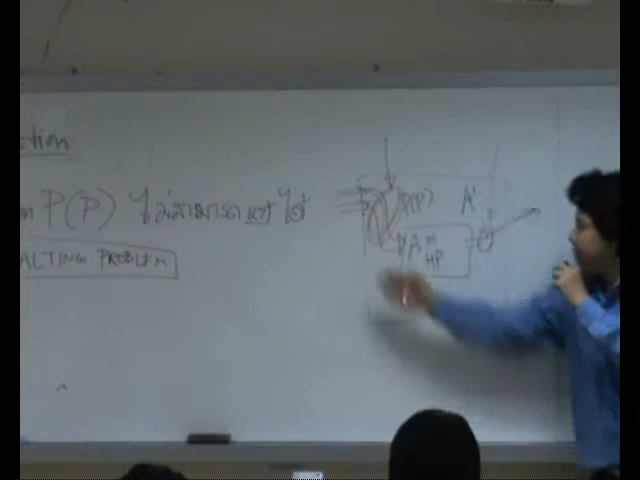 ction
P(P) ไม่สามารถ แก้ ได้
ALTING PROBLEM
P(P) A'
A HP